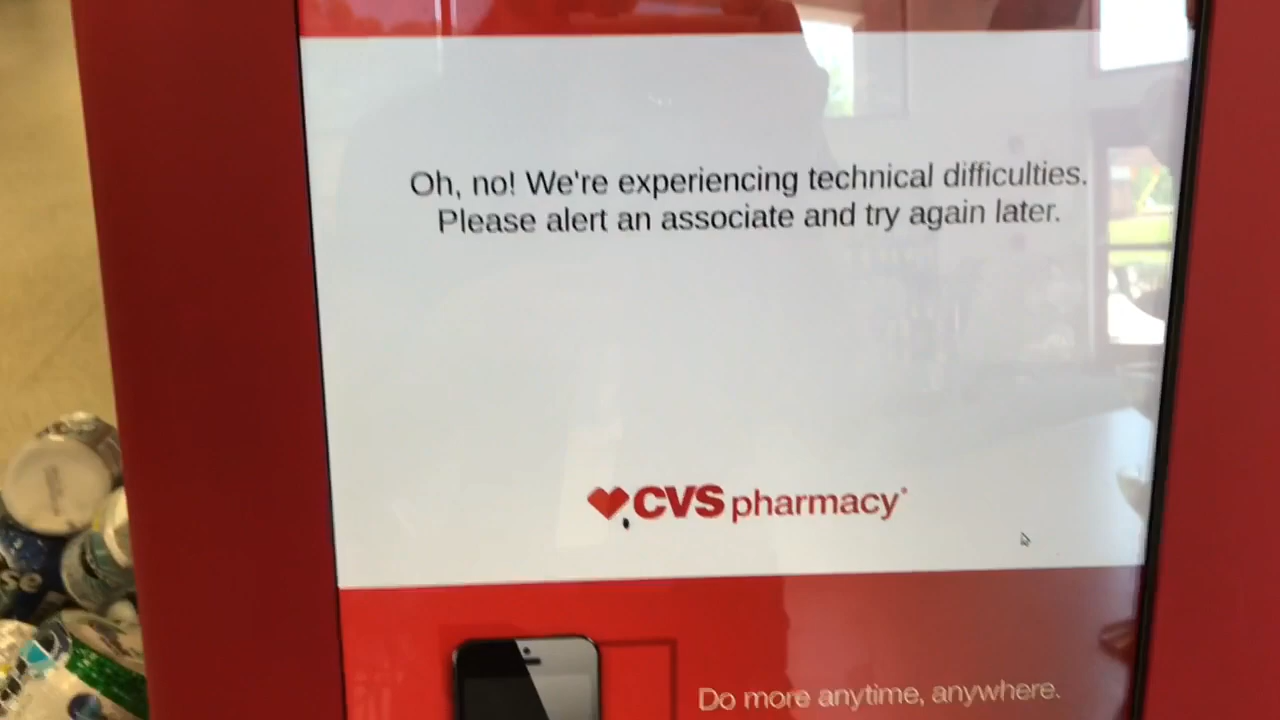 Oh, no! We're experiencing technical difficulties.
Please alert an associate and try again later.
CVS pharmacy®
Do more anytime, anywhere.
se